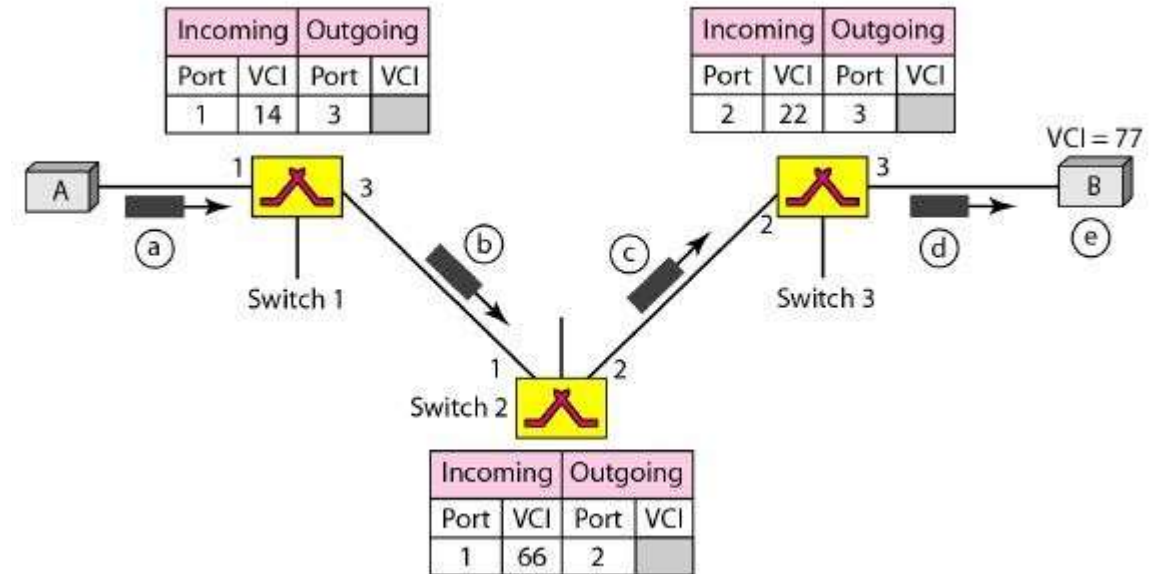 Incoming Outgoing
Port VCI Port VCI
1 14 3
Incoming Outgoing
Port VCI Port VCI
2 22 3
VCI = 77
A
1
3
3
B
2
a
b
c
d
e
Switch 1
Switch 3
1
2
Switch 2
Incoming Outgoing
Port VCI Port VCI
1 66 2